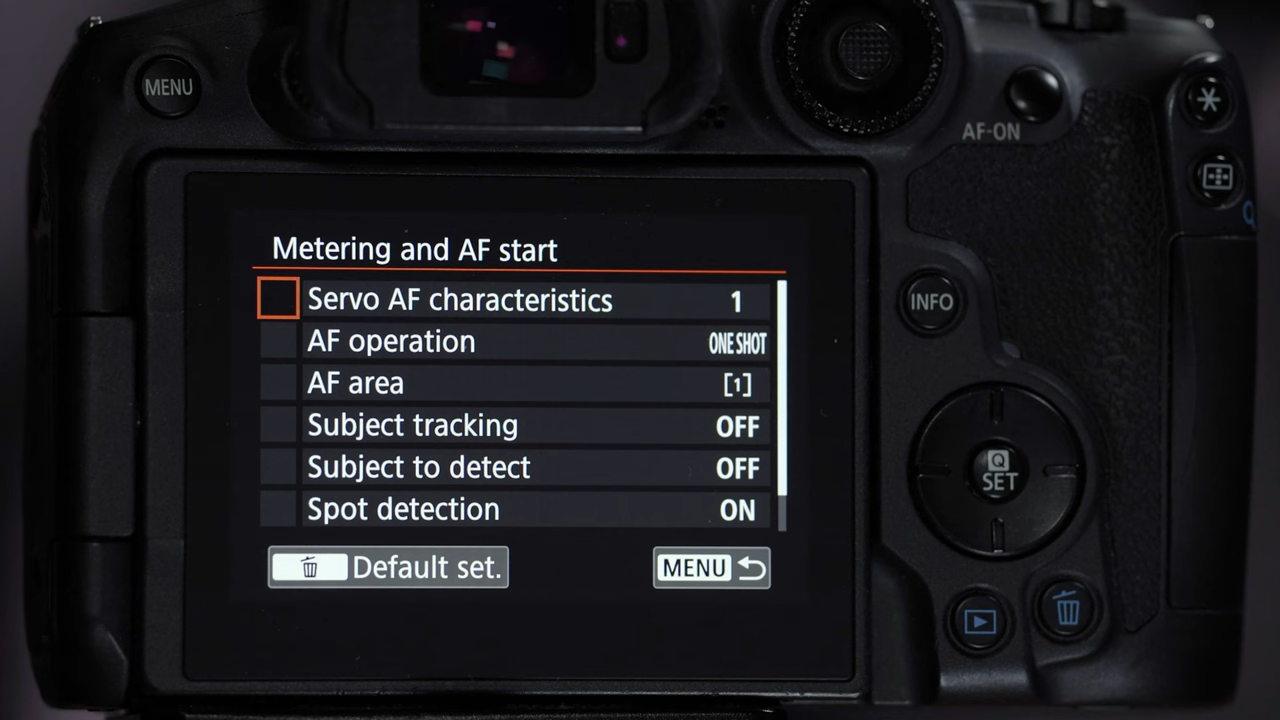 MENU
AF-ON
Metering and AF start
Servo AF characteristics 1
AF operation ONE SHOT
AF area [1]
Subject tracking OFF
Subject to detect OFF
Spot detection ON
Default set.
MENU
INFO
Q
SET
Q